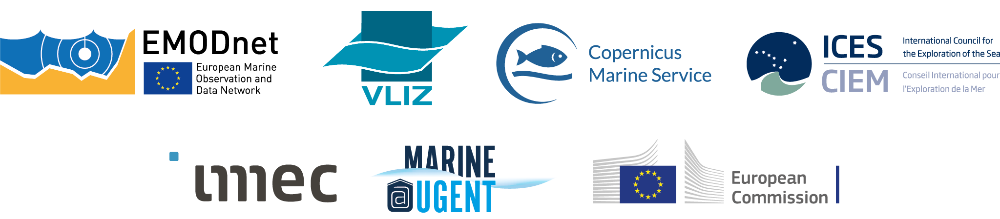 EMODnet
European Marine
Observation and
Data Network
VLIZ
Copernicus
Marine Service
ICES
CIEM
International Council for
the Exploration of the Sea
Conseil International pour
l'Exploration de la Mer
imec
MARINE
@UGENT
European
Commission